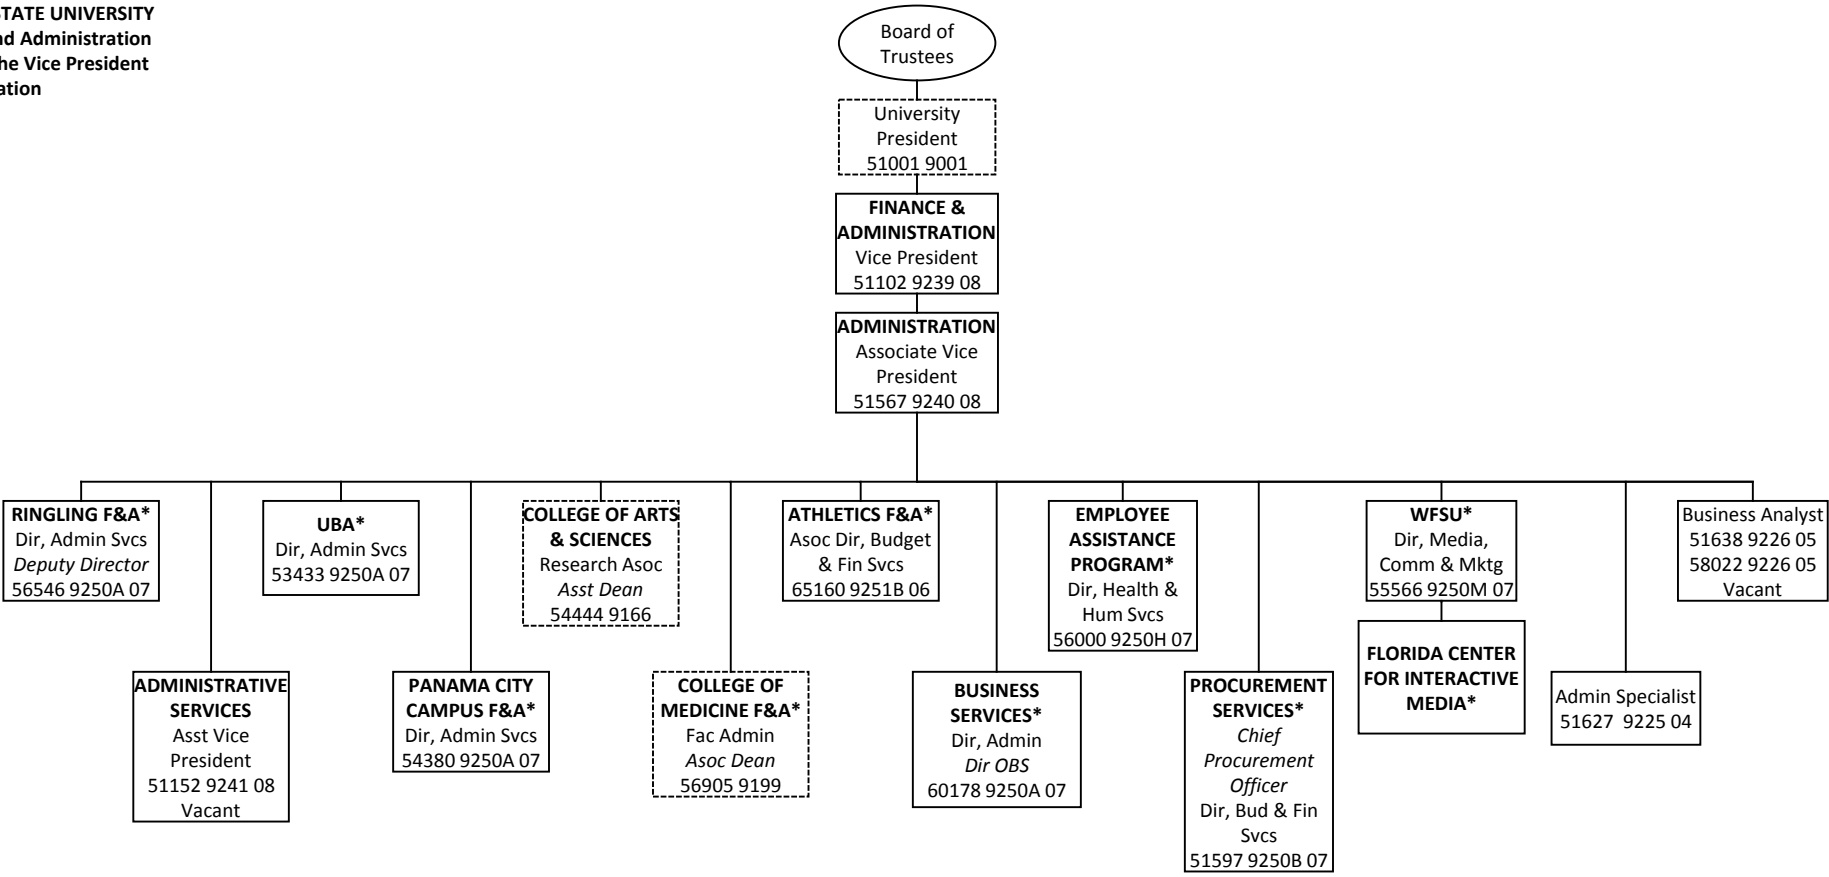 STATE UNIVERSITY
Administration
Vice President
Board of
Trustees
University
President
51001 9001
FINANCE &
ADMINISTRATION
Vice President
51102 9239 08
ADMINISTRATION
Associate Vice
President
51567 9240 08
RINGLING F&A*
Dir, Admin Svcs
Deputy Director
56546 9250A 07
UBA*
Dir, Admin Svcs
53433 9250A 07
COLLEGE OF ARTS
& SCIENCES
Research Asoc
Asst Dean
54444 9166
ATHLETICS F&A*
Asoc Dir, Budget
& Fin Svcs
65160 9251B 06
EMPLOYEE
ASSISTANCE
PROGRAM*
Dir, Health &
Hum Svcs
56000 9250H 07
WFSU*
Dir, Media,
Comm & Mktg
55566 9250M 07
FLORIDA CENTER
FOR INTERACTIVE
MEDIA*
Business Analyst
51638 9226 05
58022 9226 05
Vacant
ADMINISTRATIVE
SERVICES
Asst Vice
President
51152 9241 08
Vacant
PANAMA CITY
CAMPUS F&A*
Dir, Admin Svcs
54380 9250A 07
COLLEGE OF
MEDICINE F&A*
Fac Admin
Asoc Dean
56905 9199
BUSINESS
SERVICES*
Dir, Admin
Dir OBS
60178 9250A 07
PROCUREMENT
SERVICES*
Chief
Procurement
Officer
Dir, Bud & Fin
Svcs
51597 9250B 07
Admin Specialist
51627 9225 04